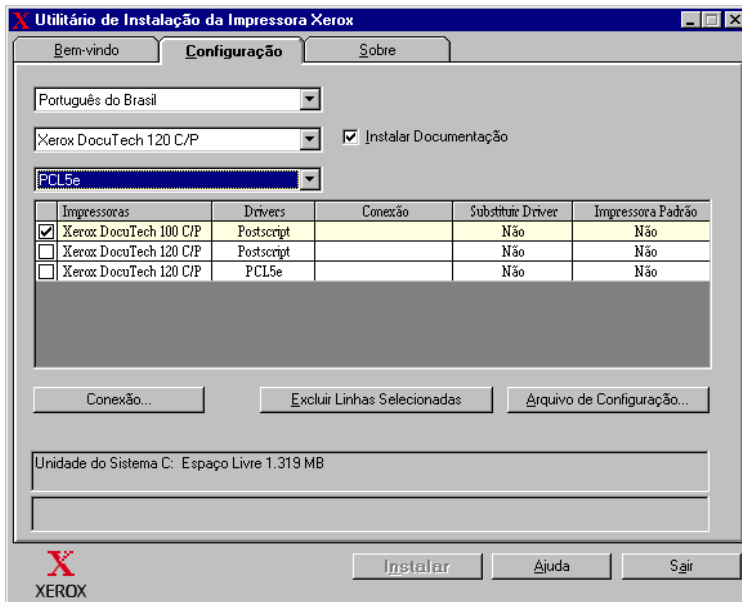 Utilitário de Instalação da Impressora Xerox
Bem-vindo Configuração Sobre
Português do Brasil
Xerox DocuTech 120 C/P Instalar Documentação
PCL5e
Impressoras Drivers Conexão Substituir Driver Impressora Padrão
Xerox DocuTech 100 C/P Postscript Não Não
Xerox DocuTech 120 C/P Postscript Não Não
Xerox DocuTech 120 C/P PCL5e Não Não
Conexão... Excluir Linhas Selecionadas Arquivo de Configuração...
Unidade do Sistema C: Espaço Livre 1.319 MB
X
XEROX
Instalar Ajuda Sair